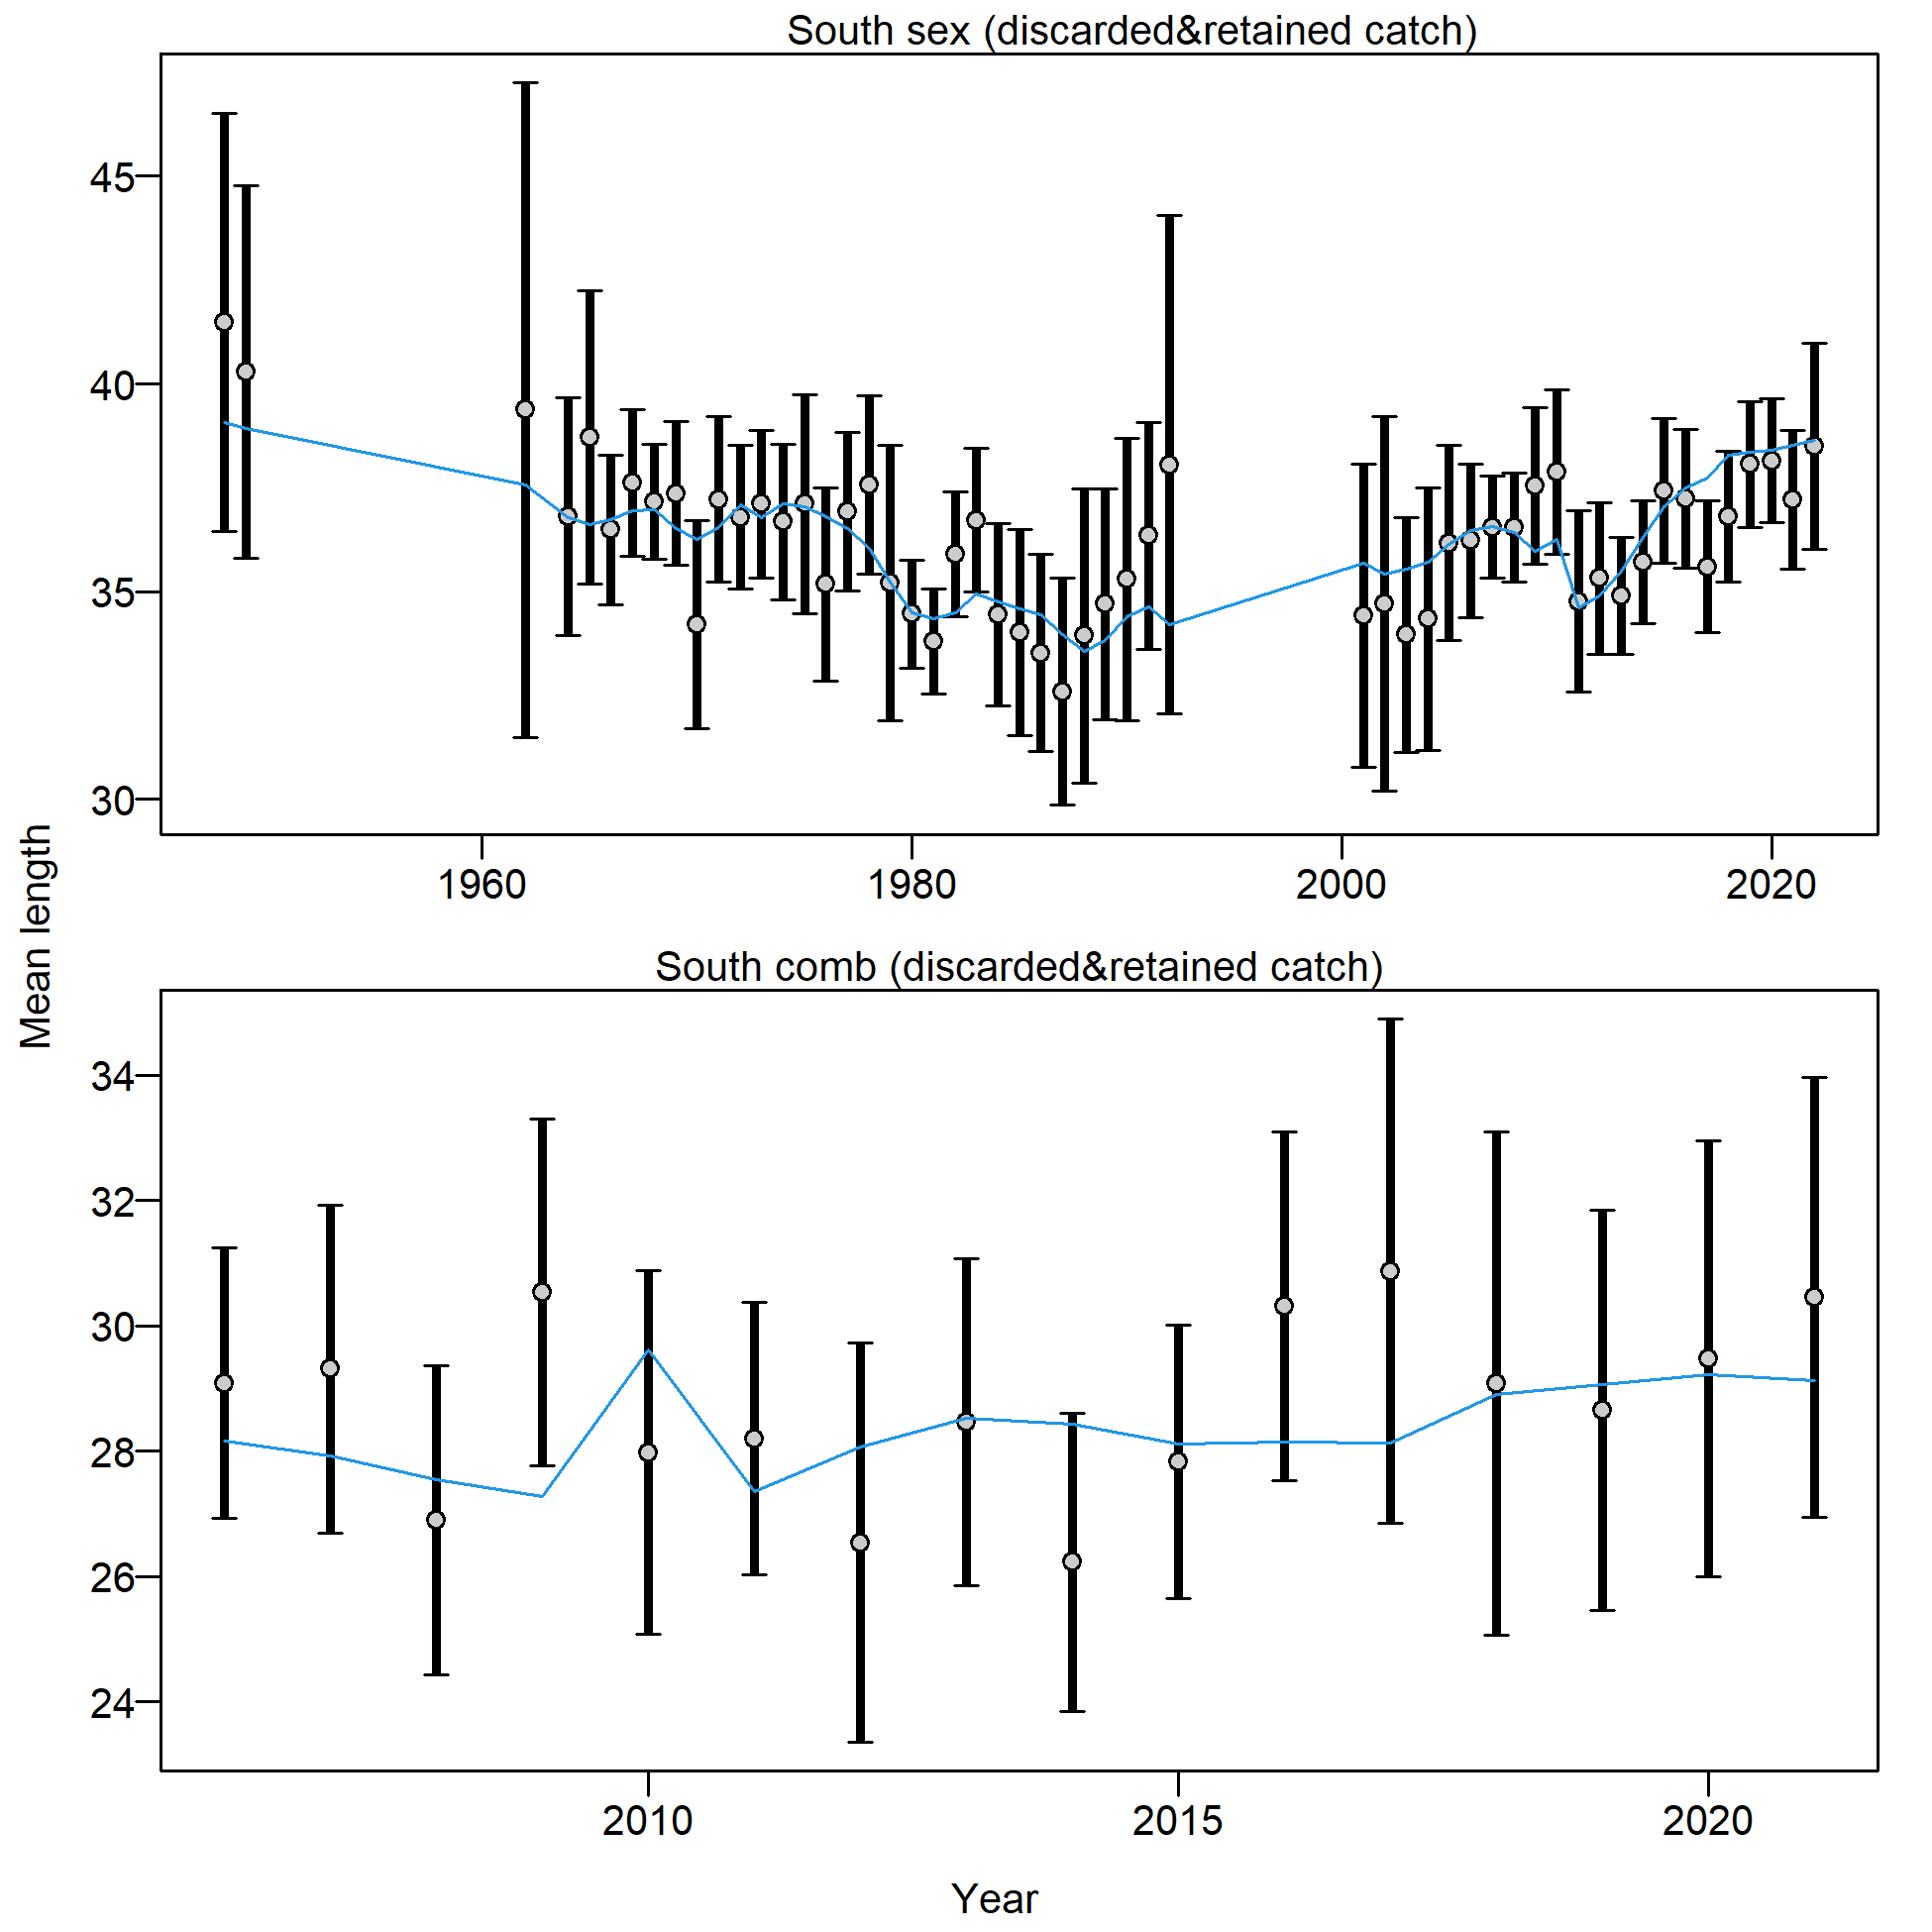 South sex (discarded&retained catch)
45
40
35
30
1960 1980 2000 2020
Mean length
South comb (discarded&retained catch)
34
32
30
28
26
24
2010 2015 2020
Year